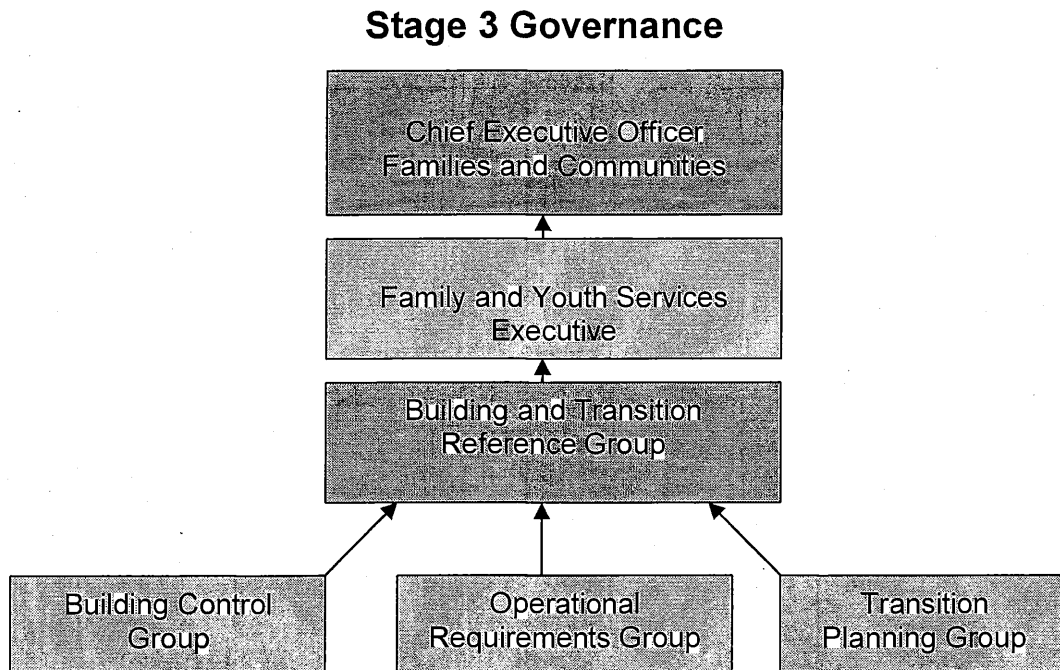 Stage 3 Governance
Chief Executive Officer
Families and Communities
Family and Youth Services
Executive
Building and Transition
Reference Group
Building Control
Group
Operational
Requirements Group
Transition
Planning Group